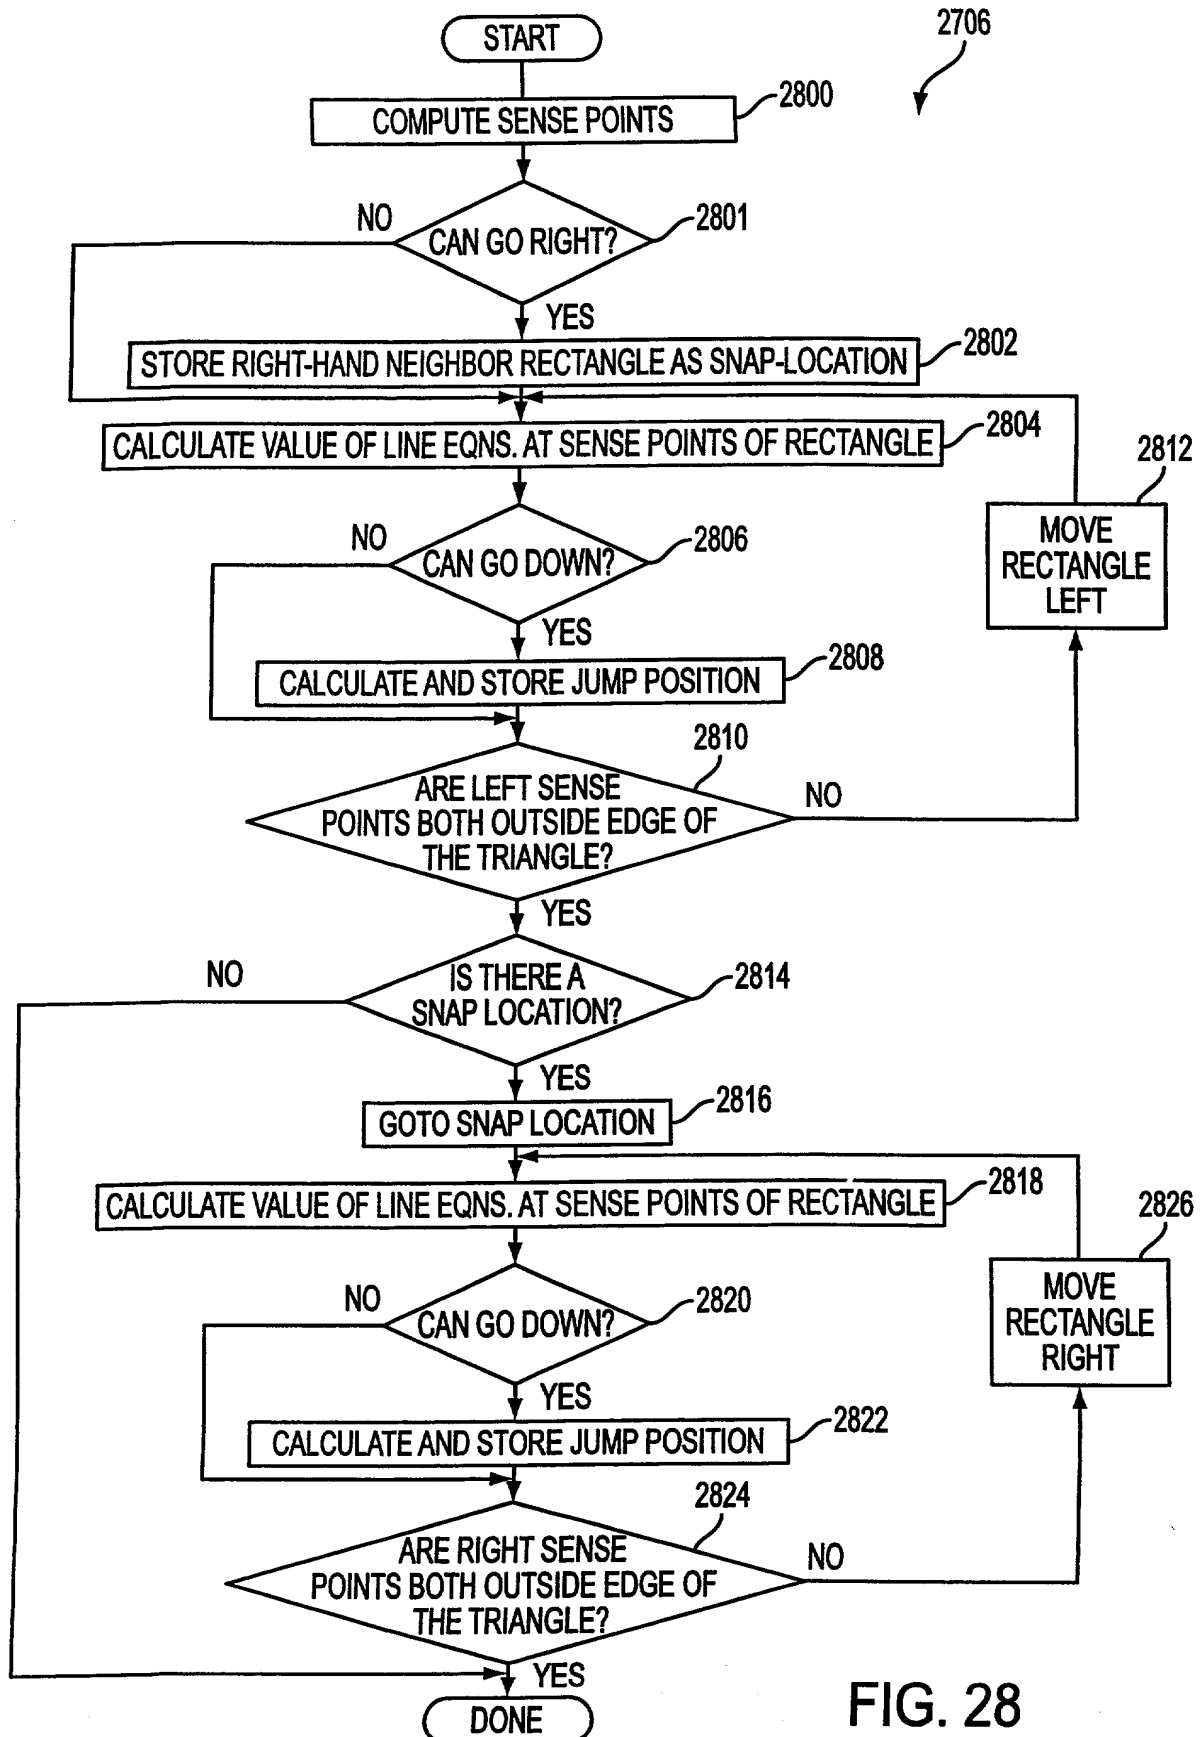 START
2706
2800
COMPUTE SENSE POINTS
NO
2801
CAN GO RIGHT?
YES
2802
STORE RIGHT-HAND NEIGHBOR RECTANGLE AS SNAP-LOCATION
2804
CALCULATE VALUE OF LINE EQNS. AT SENSE POINTS OF RECTANGLE
2812
MOVE
RECTANGLE
LEFT
NO
2806
CAN GO DOWN?
YES
2808
CALCULATE AND STORE JUMP POSITION
2810
ARE LEFT SENSE
POINTS BOTH OUTSIDE EDGE OF
THE TRIANGLE?
NO
YES
NO
2814
IS THERE A
SNAP LOCATION?
YES
2816
GOTO SNAP LOCATION
2818
CALCULATE VALUE OF LINE EQNS. AT SENSE POINTS OF RECTANGLE
2826
MOVE
RECTANGLE
RIGHT
NO
2820
CAN GO DOWN?
YES
2822
CALCULATE AND STORE JUMP POSITION
2824
ARE RIGHT SENSE
POINTS BOTH OUTSIDE EDGE OF
THE TRIANGLE?
NO
YES
DONE
FIG. 28